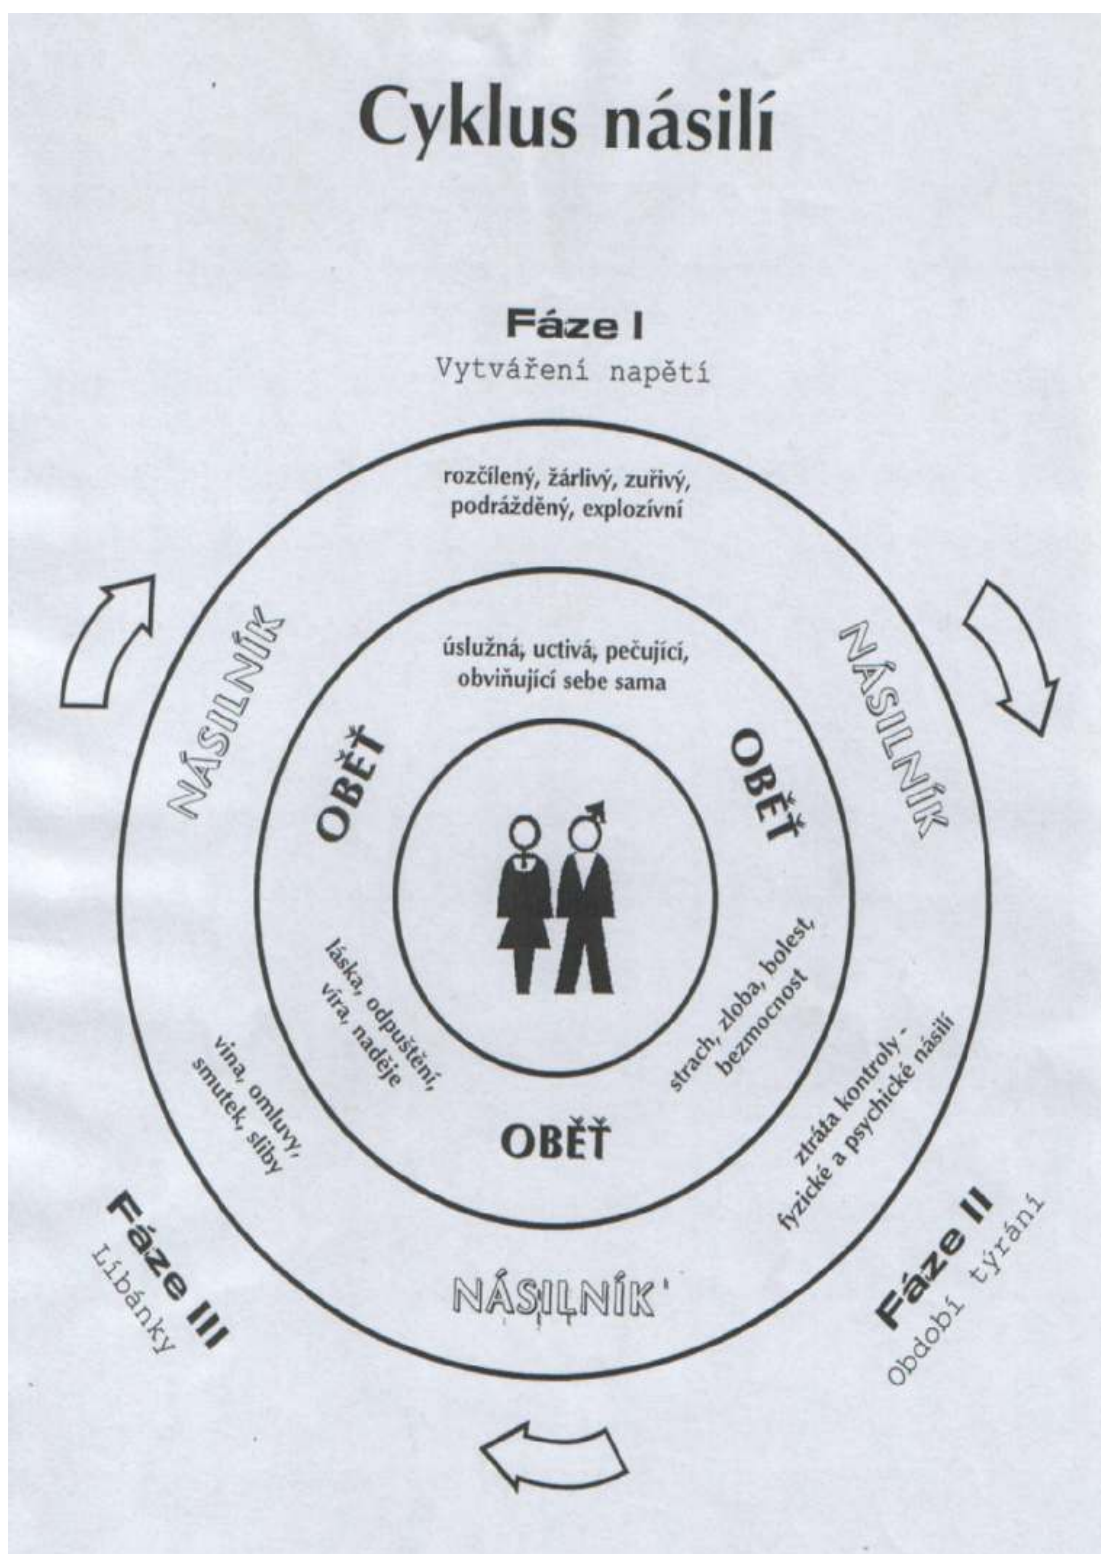 Cyklus násilí
Fáze I
Vytváření napětí
rozčílený, žárlivý, zuřivý,
podrážděný, explozívní
NÁSILNÍK
NÁSILNÍK
úslužná, uctivá, pečující,
obviňující sebe sama
OBĚŤ
OBĚŤ
láska, odpuštění,
víra, naděje
strach, zloba, bolest,
bezmocnost
vina, omluvy,
smutek, sliby
ztráta kontroly -
fyzické a psychické násilí
OBĚŤ
Fáze III
Líbánky
Fáze II
Období týrání
NÁSILNÍK